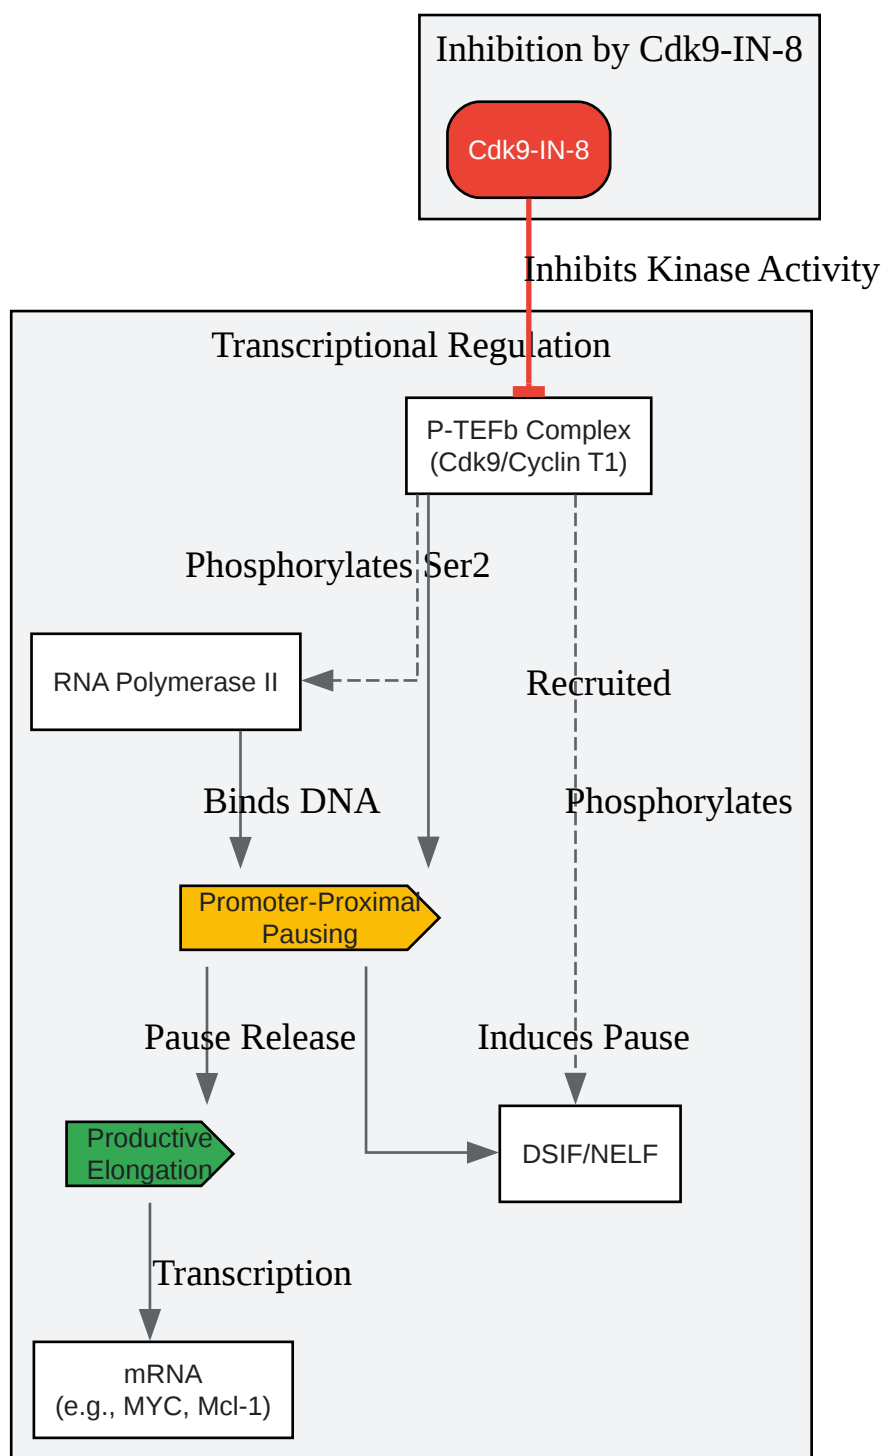 Inhibition by Cdk9-IN-8
Cdk9-IN-8
Inhibits Kinase Activity
Transcriptional Regulation
P-TEFb Complex
(Cdk9/Cyclin T1)
Phosphorylates Ser2
RNA Polymerase II
Recruited
Binds DNA
Phosphorylates
Promoter-Proximal
Pausing
Pause Release
Induces Pause
Productive
Elongation
DSIF/NELF
Transcription
mRNA
(e.g., MYC, Mcl-1)